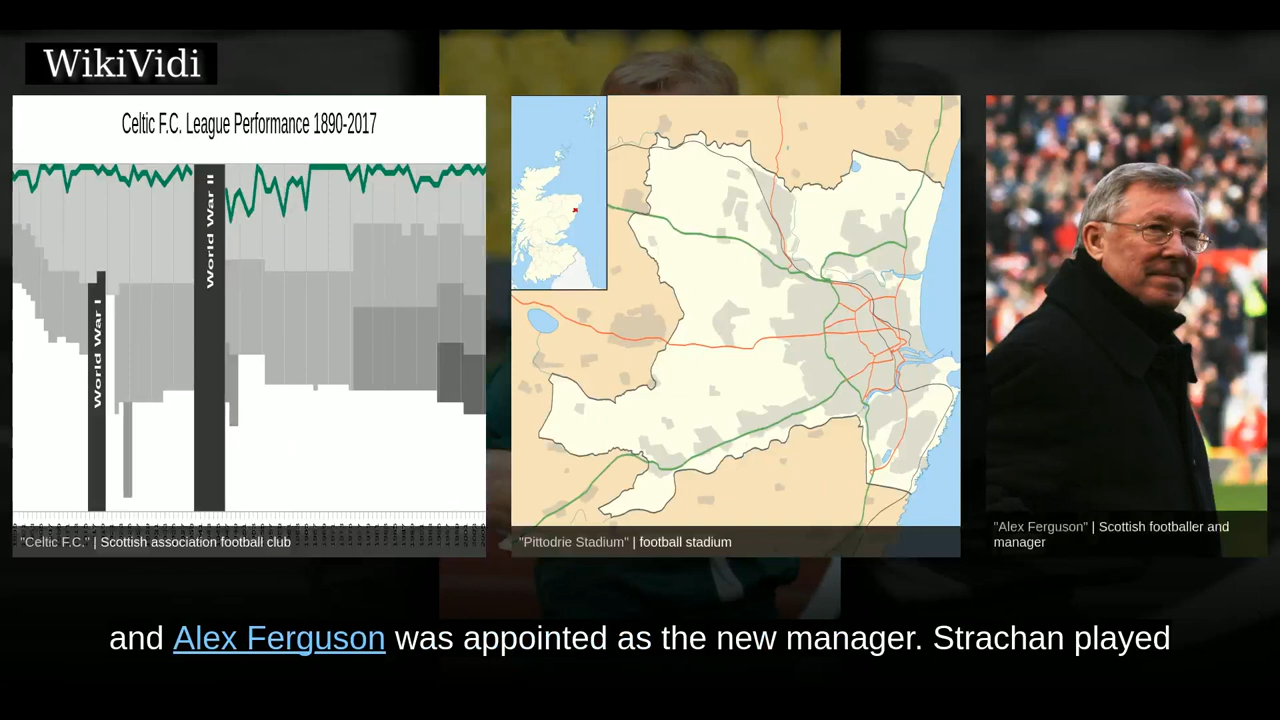 WikiVidi
Celtic F.C. League Performance 1890-2017
World War I
World War II
"Celtic F.C." | Scottish association football club
"Pittodrie Stadium" | football stadium
"Alex Ferguson" | Scottish footballer and
manager
and Alex Ferguson was appointed as the new manager. Strachan played